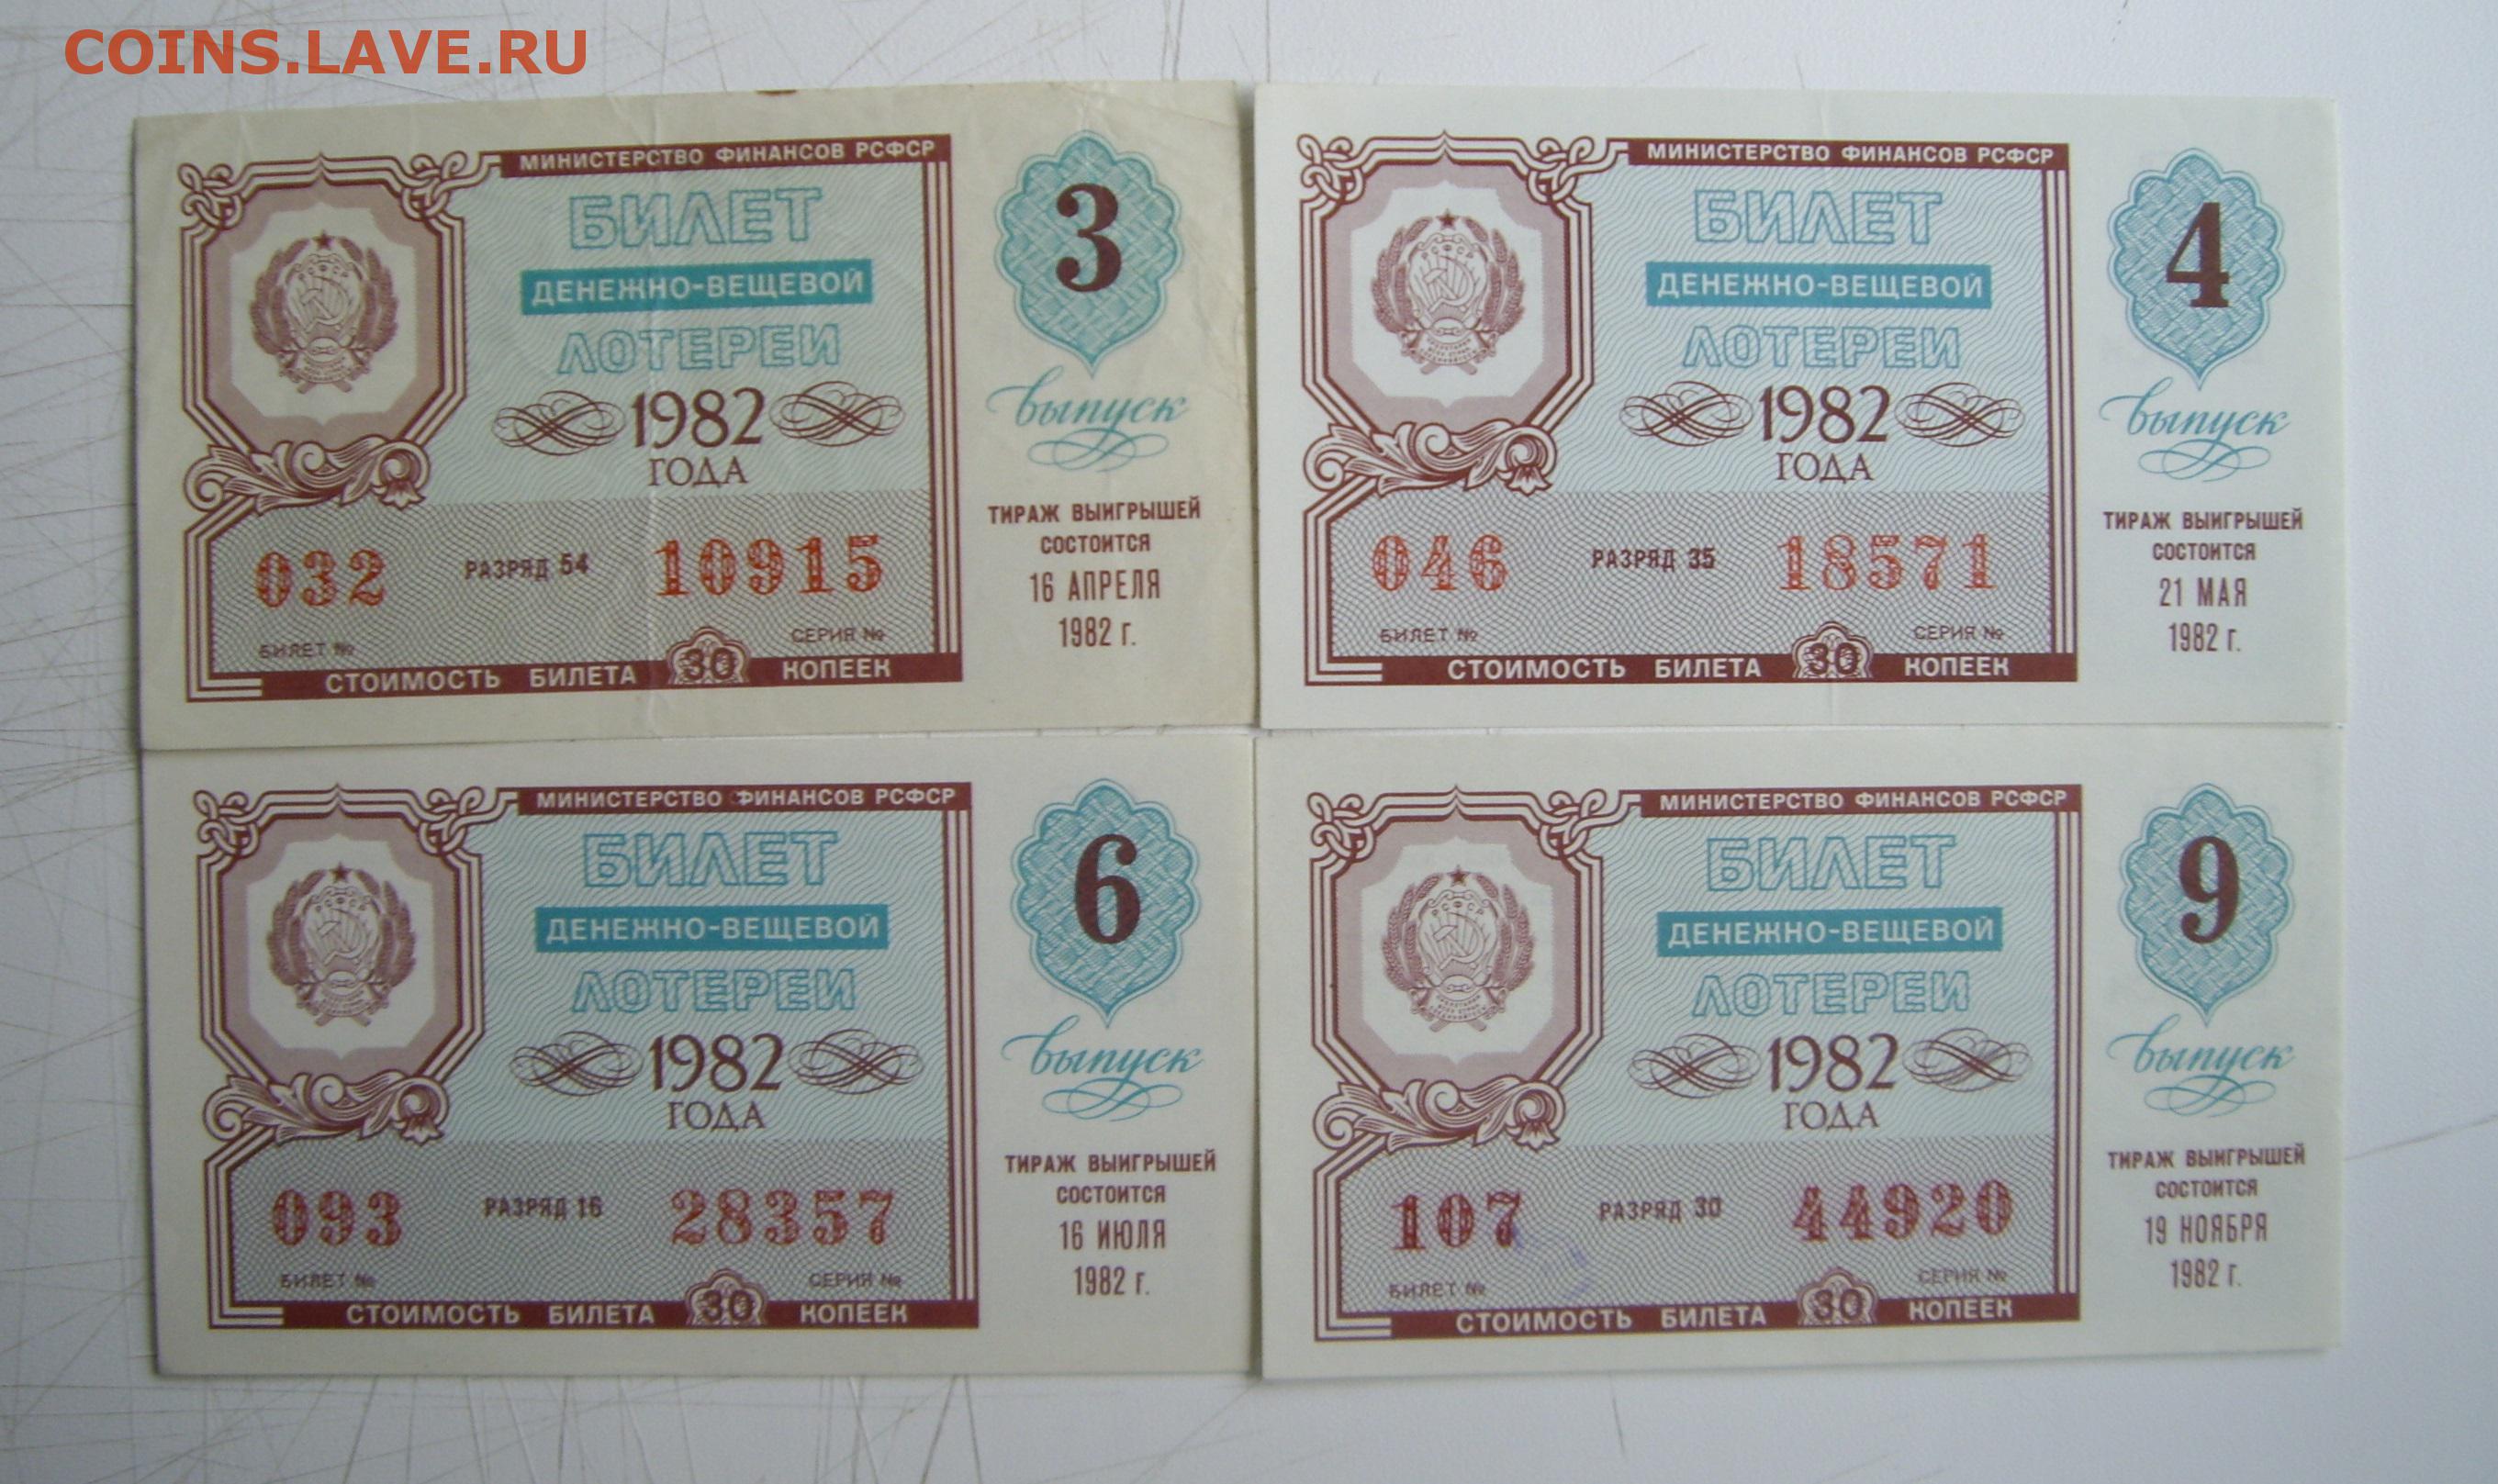 COINS.LAVE.RU
МИНИСТЕРСТВО ФИНАНСОВ РСФСР
БИЛЕТ
ДЕНЕЖНО-ВЕЩЕВОЙ
ЛОТЕРЕИ
1982
ГОДА
032 РАЗРЯД 54 10915
БИЛЕТ № СЕРИЯ №
СТОИМОСТЬ БИЛЕТА 30 КОПЕЕК
3
выпуск
ТИРАЖ ВЫИГРЫШЕЙ
СОСТОИТСЯ
16 АПРЕЛЯ
1982 г.
МИНИСТЕРСТВО ФИНАНСОВ РСФСР
БИЛЕТ
ДЕНЕЖНО-ВЕЩЕВОЙ
ЛОТЕРЕИ
1982
ГОДА
046 РАЗРЯД 35 18571
БИЛЕТ № СЕРИЯ №
СТОИМОСТЬ БИЛЕТА 30 КОПЕЕК
4
выпуск
ТИРАЖ ВЫИГРЫШЕЙ
СОСТОИТСЯ
21 МАЯ
1982 г.
МИНИСТЕРСТВО ФИНАНСОВ РСФСР
БИЛЕТ
ДЕНЕЖНО-ВЕЩЕВОЙ
ЛОТЕРЕИ
1982
ГОДА
093 РАЗРЯД 16 28357
БИЛЕТ № СЕРИЯ №
СТОИМОСТЬ БИЛЕТА 30 КОПЕЕК
6
выпуск
ТИРАЖ ВЫИГРЫШЕЙ
СОСТОИТСЯ
16 ИЮЛЯ
1982 г.
МИНИСТЕРСТВО ФИНАНСОВ РСФСР
БИЛЕТ
ДЕНЕЖНО-ВЕЩЕВОЙ
ЛОТЕРЕИ
1982
ГОДА
107 РАЗРЯД 30 44920
БИЛЕТ № СЕРИЯ №
СТОИМОСТЬ БИЛЕТА 30 КОПЕЕК
9
выпуск
ТИРАЖ ВЫИГРЫШЕЙ
СОСТОИТСЯ
19 НОЯБРЯ
1982 г.